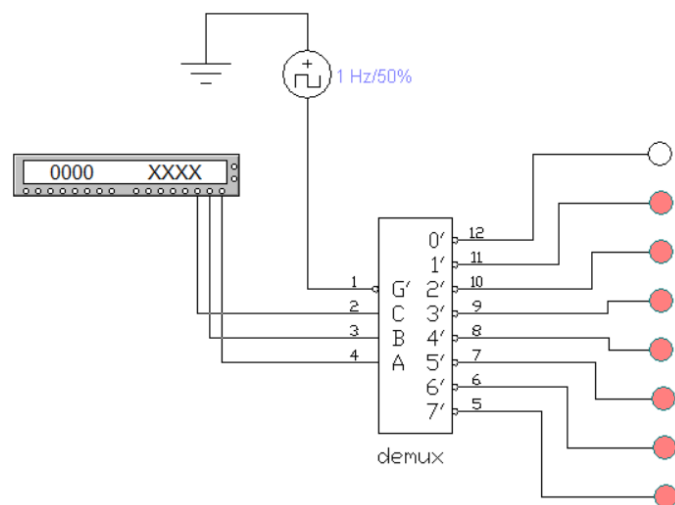 +
1 Hz/50%
0000 XXXX
0' 12
1' 11
1 G' 2' 10
2 C 3' 9
3 B 4' 8
4 A 5' 7
6' 6
7' 5
demux